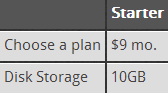 Starter
Choose a plan $9 mo.
Disk Storage 10GB